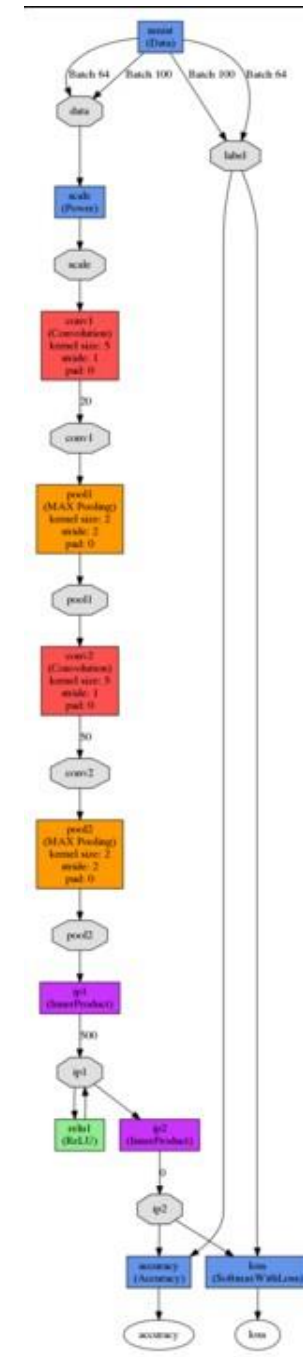 mnist
(Data)
Batch 64
Batch 100
Batch 100
Batch 64
data
label
scale
(Power)
scale
conv1
(Convolution)
kernel size: 5
stride: 1
pad: 0
20
conv1
pool1
(MAX Pooling)
kernel size: 2
stride: 2
pad: 0
pool1
conv2
(Convolution)
kernel size: 5
stride: 1
pad: 0
50
conv2
pool2
(MAX Pooling)
kernel size: 2
stride: 2
pad: 0
pool2
ip1
(InnerProduct)
500
ip1
relu1
(ReLU)
ip2
(InnerProduct)
0
ip2
accuracy
(Accuracy)
loss
(SoftmaxWithLoss)
accuracy
loss